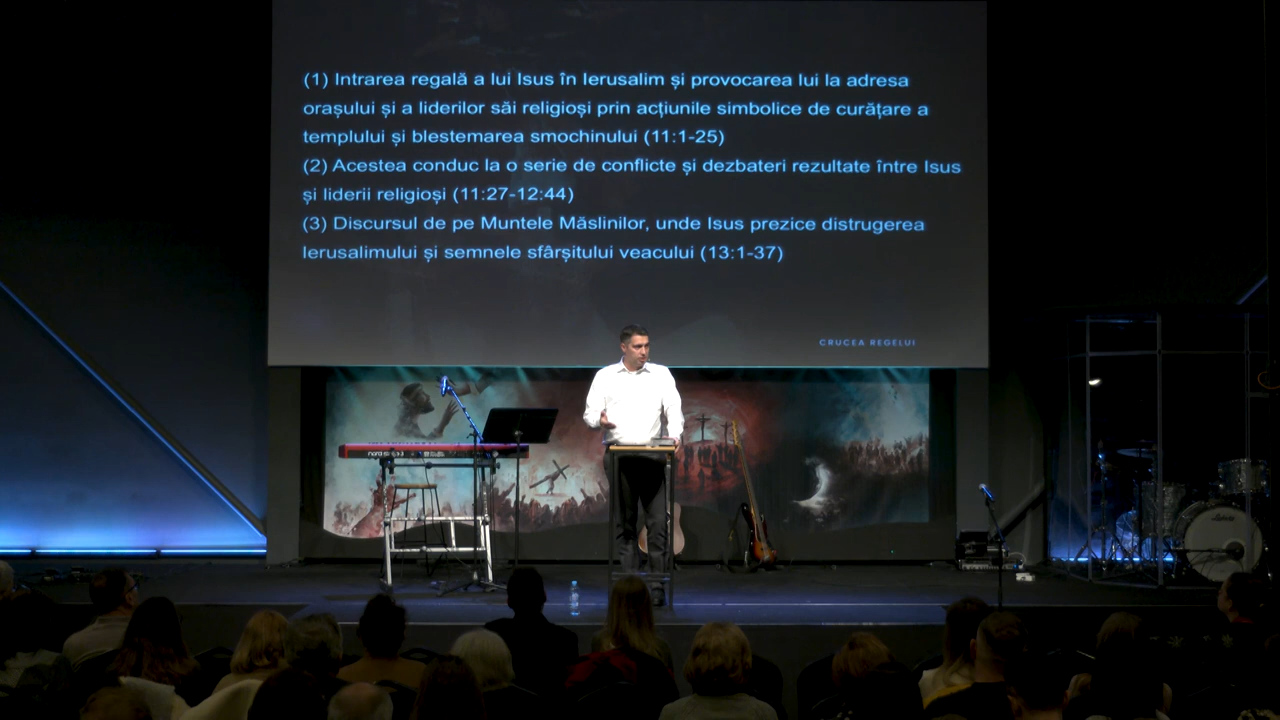 (1) Intrarea regală a lui Isus în Ierusalim și provocarea lui la adresa
orașului și a liderilor săi religioși prin acțiunile simbolice de curățare a
templului și blestemarea smochinului (11:1-25)
(2) Acestea conduc la o serie de conflicte și dezbateri rezultate între Isus
și liderii religioși (11:27-12:44)
(3) Discursul de pe Muntele Măslinilor, unde Isus prezice distrugerea
Ierusalimului și semnele sfârșitului veacului (13:1-37)
CRUCEA REGELUI
nord